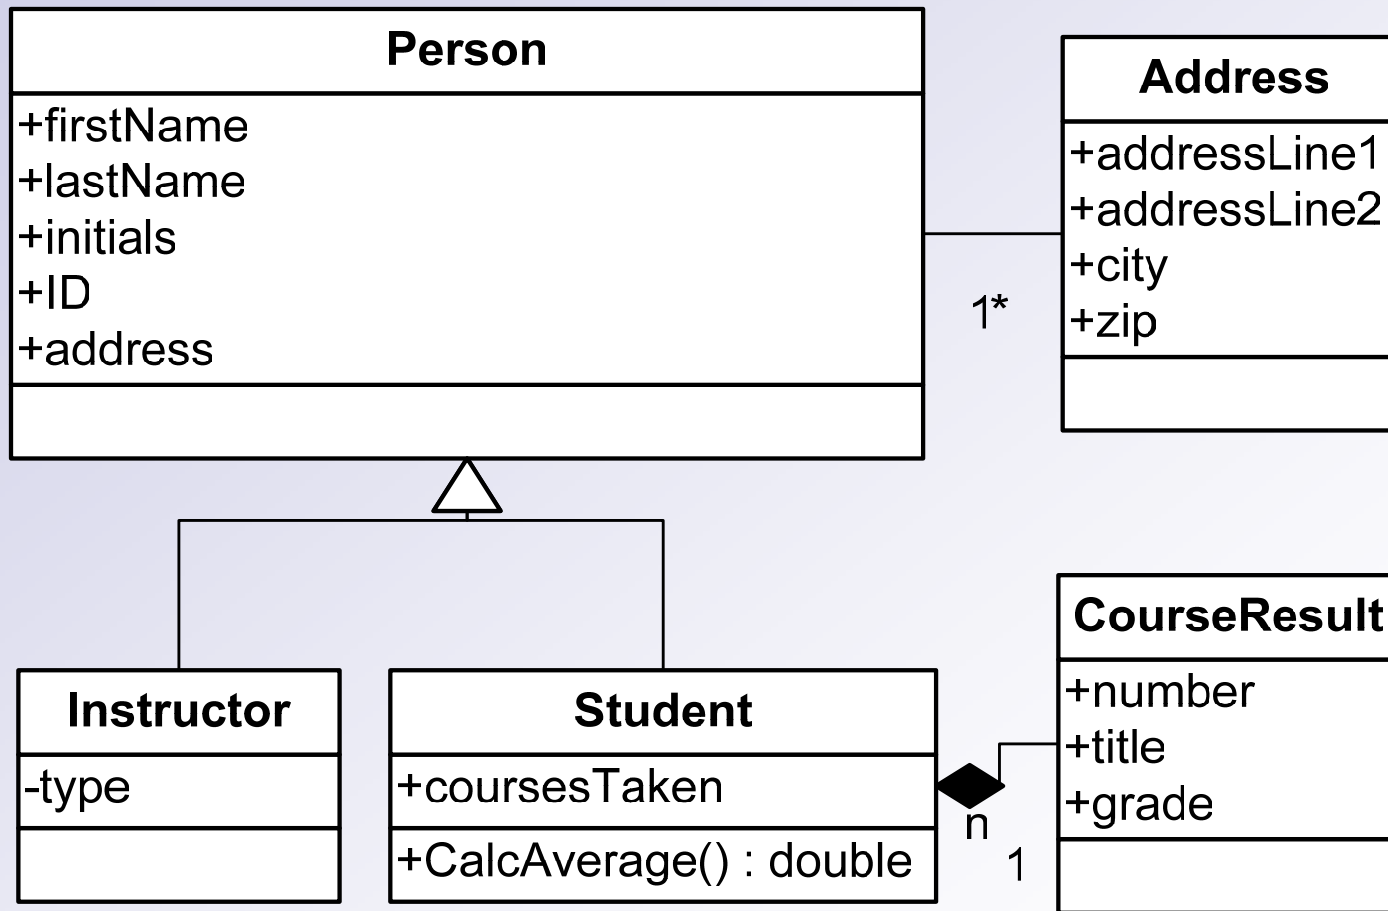 Person
+firstName
+lastName
+initials
+ID
+address
Address
+addressLine1
+addressLine2
+city
+zip
1*
Instructor
-type
Student
+coursesTaken
+CalcAverage() : double
n
1
CourseResult
+number
+title
+grade